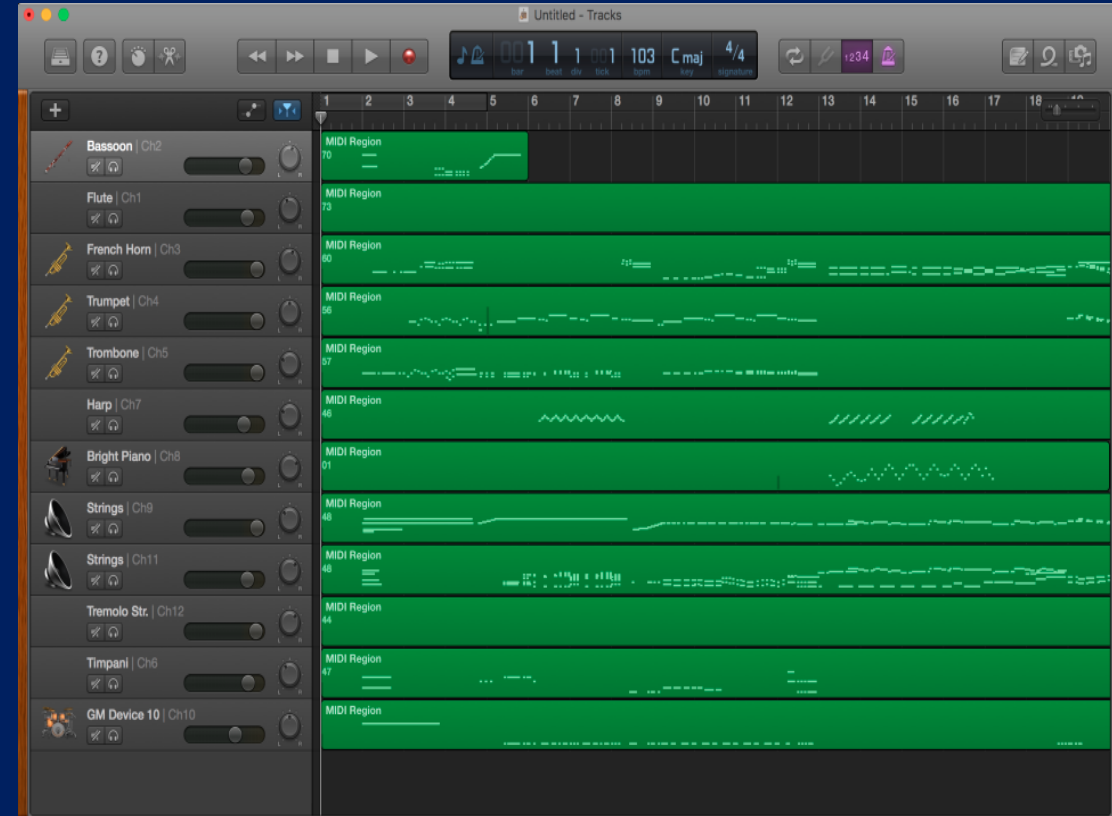 Untitled - Tracks
001 1 1 001 103 C maj 4/4
bar beat div tick bpm key signature
1234
1 2 3 4 5 6 7 8 9 10 11 12 13 14 15 16 17 18 19
Bassoon | Ch2
MIDI Region
70
Flute | Ch1
MIDI Region
73
French Horn | Ch3
MIDI Region
60
Trumpet | Ch4
MIDI Region
56
Trombone | Ch5
MIDI Region
57
Harp | Ch7
MIDI Region
46
Bright Piano | Ch8
MIDI Region
01
Strings | Ch9
MIDI Region
48
Strings | Ch11
MIDI Region
48
Tremolo Str. | Ch12
MIDI Region
44
Timpani | Ch6
MIDI Region
47
GM Device 10 | Ch10
MIDI Region